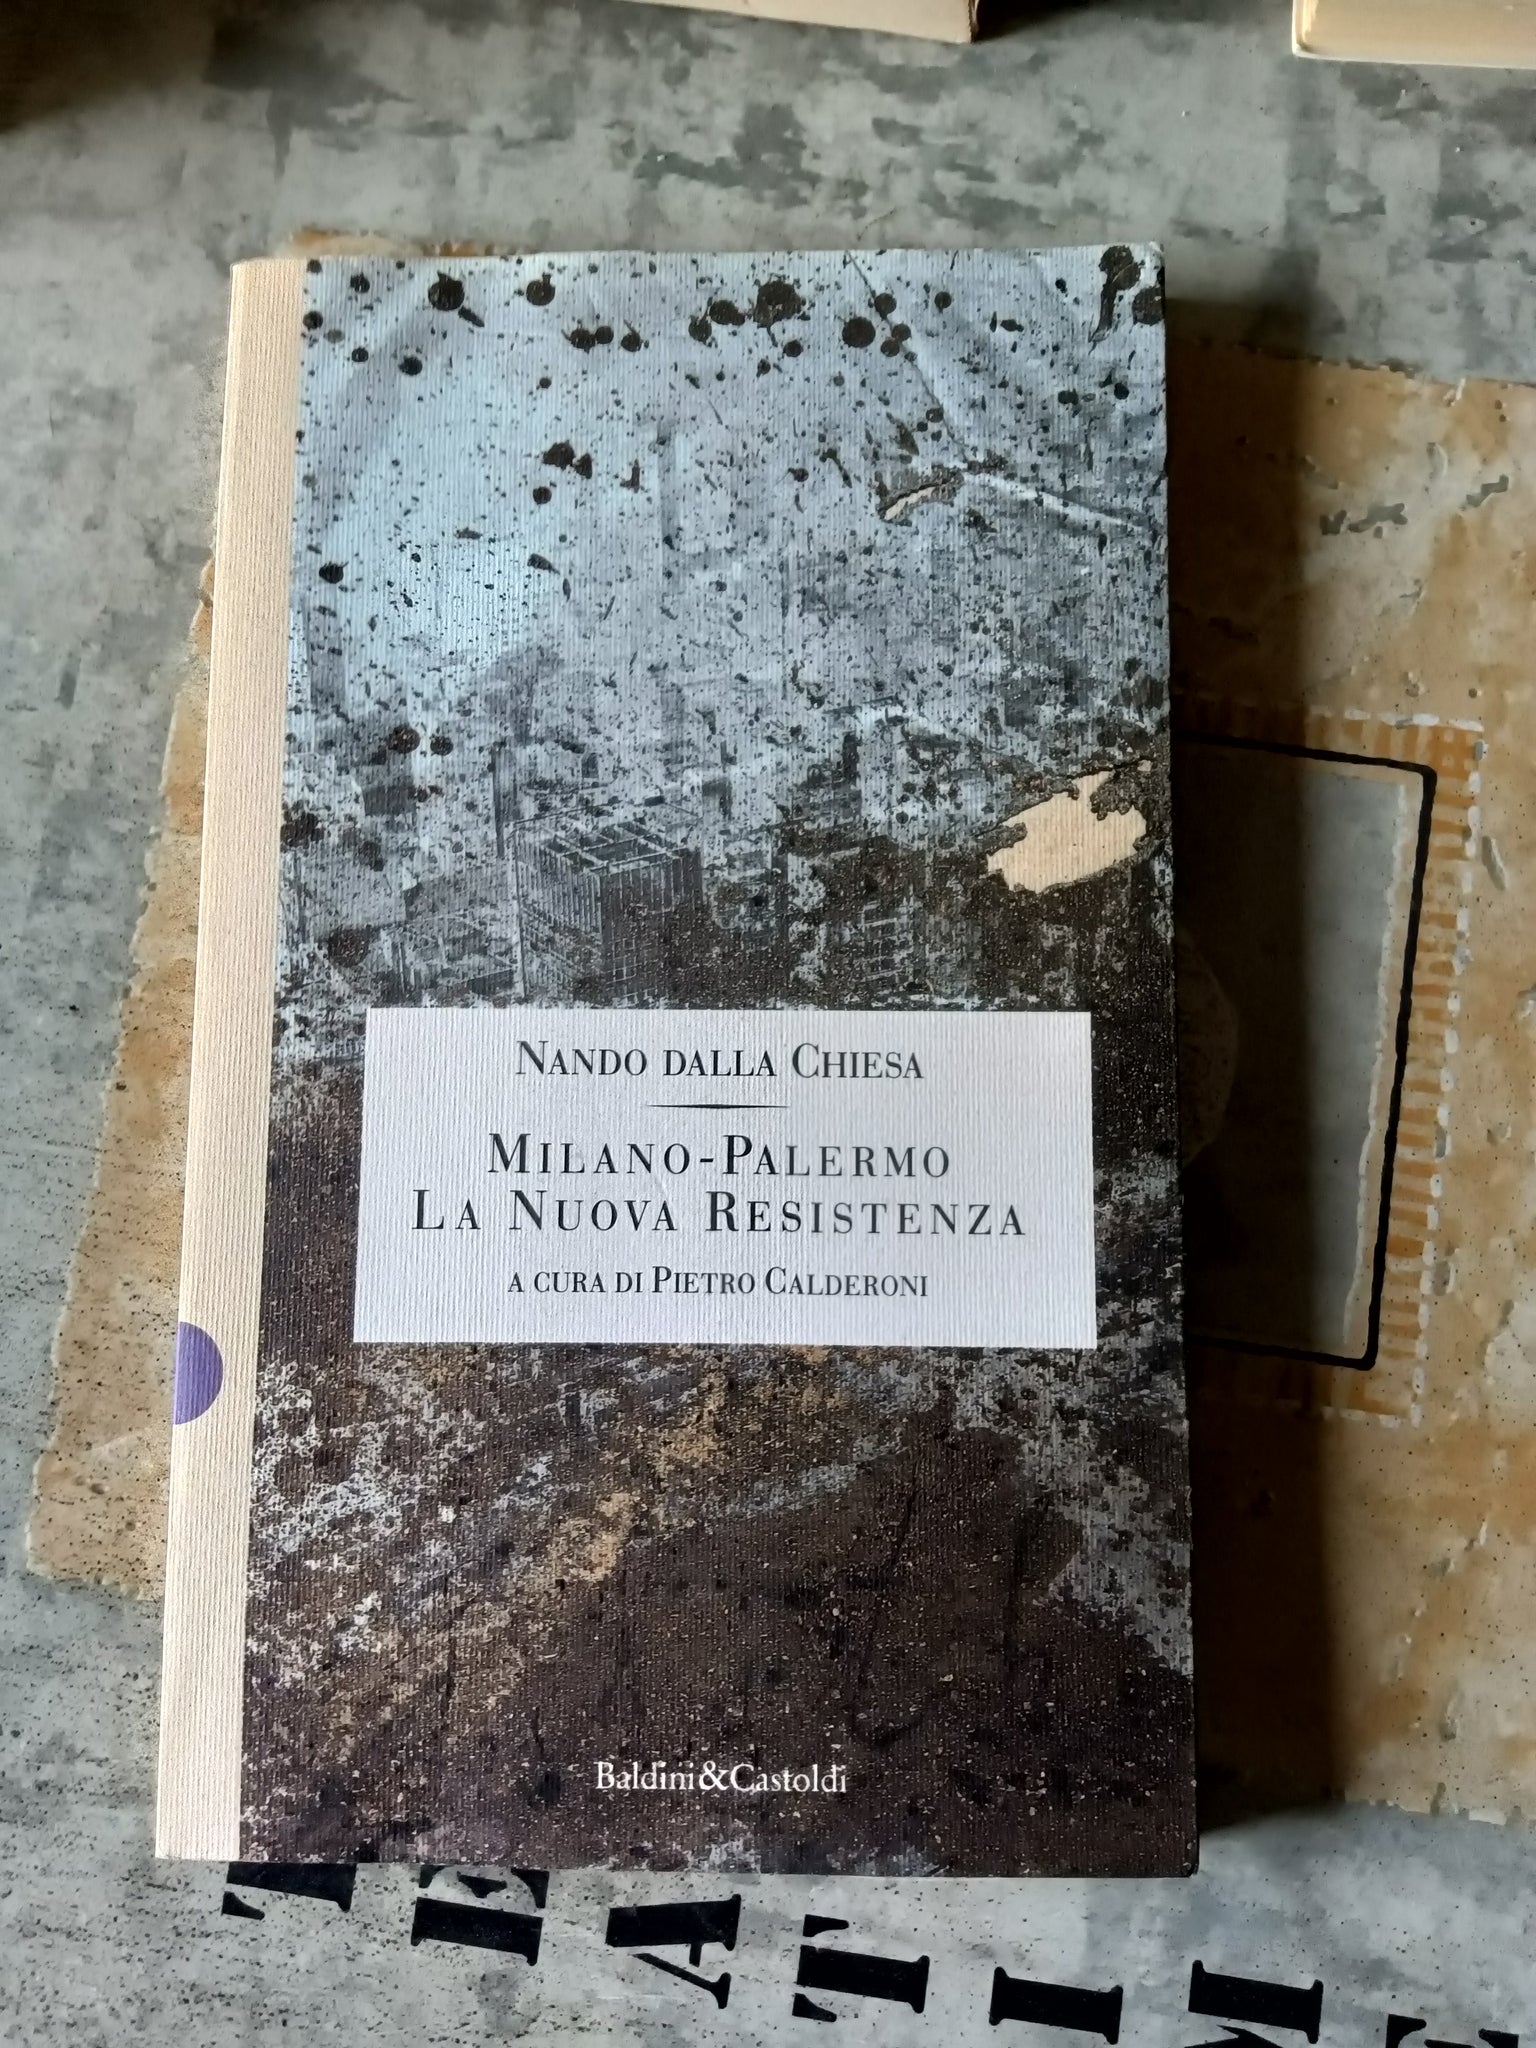 NANDO DALLA CHIESA
MILANO-PALERMO
LA NUOVA RESISTENZA
A CURA DI PIETRO CALDERONI
Baldini&Castoldi